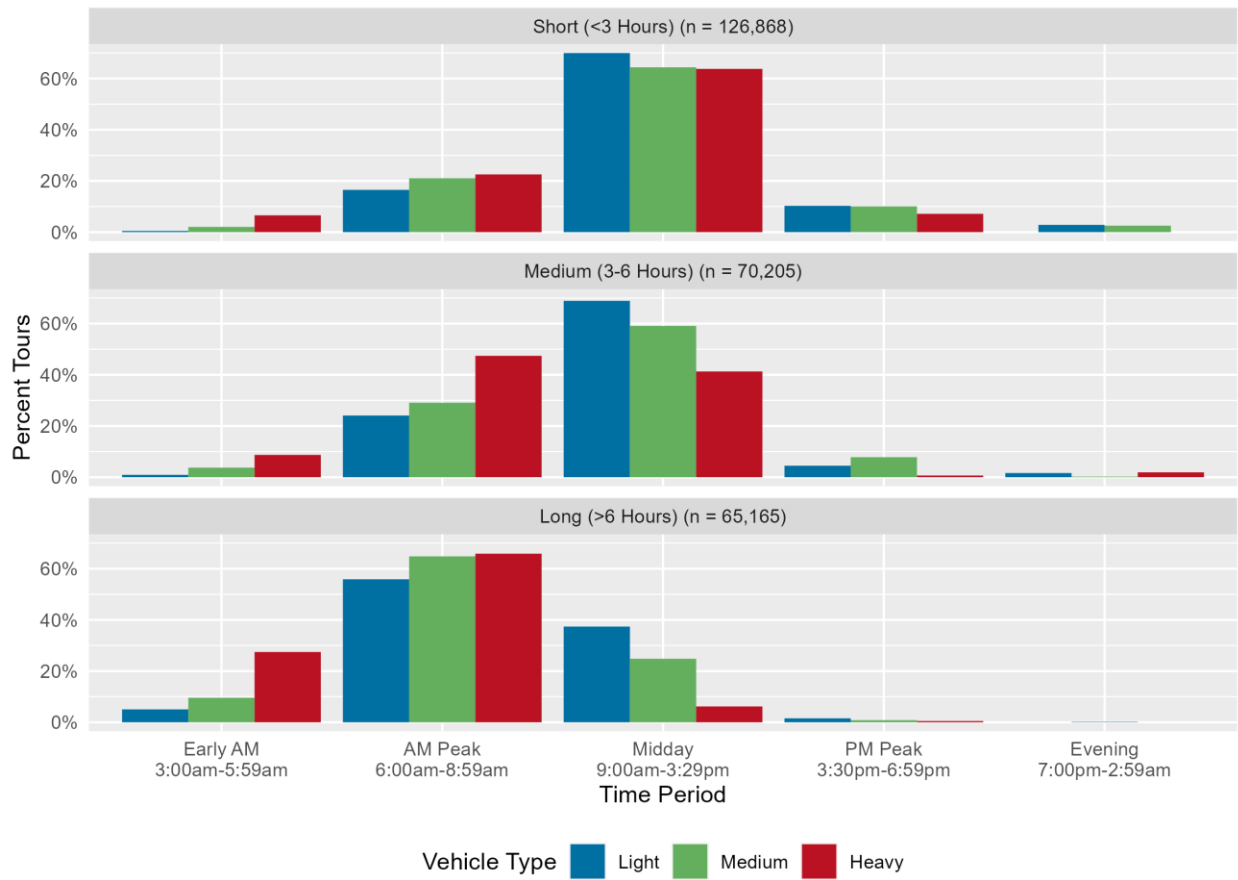 Short (<3 Hours) (n = 126,868)
60%
40%
20%
0%
Medium (3-6 Hours) (n = 70,205)
60%
40%
20%
0%
Long (>6 Hours) (n = 65,165)
60%
40%
20%
0%
Percent Tours
Early AM AM Peak Midday PM Peak Evening
3:00am-5:59am 6:00am-8:59am 9:00am-3:29pm 3:30pm-6:59pm 7:00pm-2:59am
Time Period
Vehicle Type Light Medium Heavy